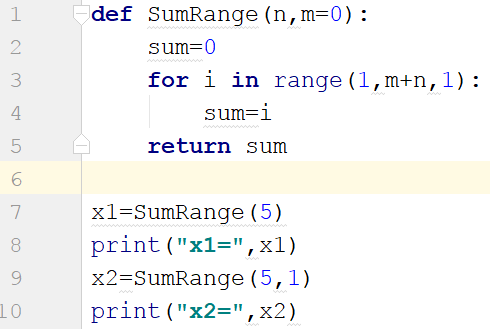 1 def SumRange(n,m=0):
2     sum=0
3     for i in range(1,m+n,1):
4         sum=i
5     return sum
6
7 x1=SumRange(5)
8 print("x1=",x1)
9 x2=SumRange(5,1)
10 print("x2=",x2)